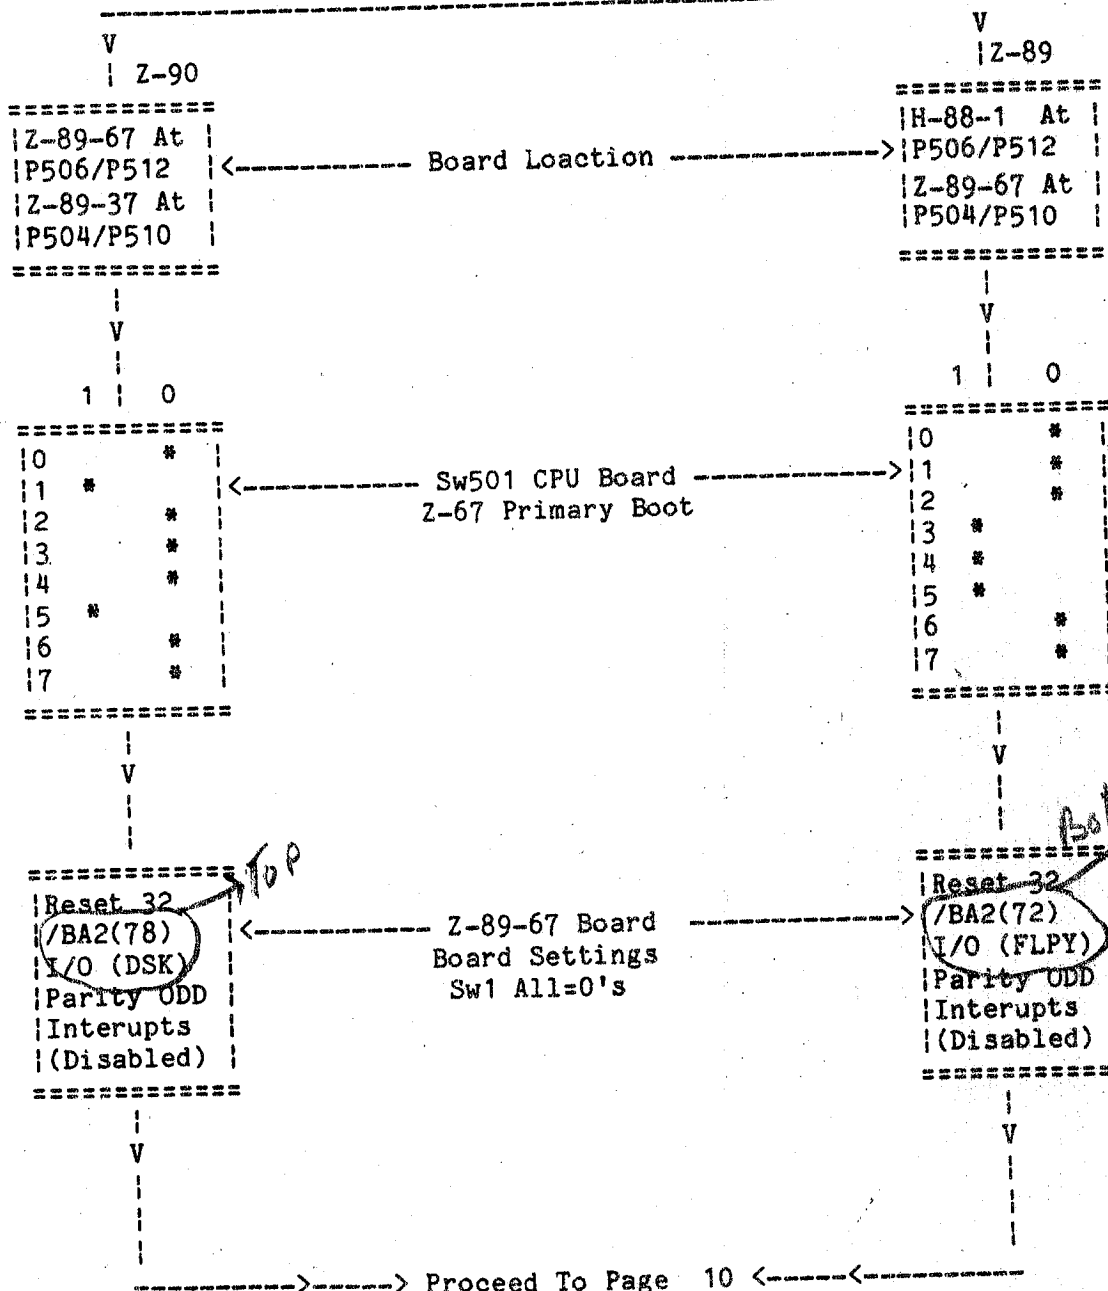 V V
| Z-90 |Z-89
============= =============
|Z-89-67 At | |H-88-1 At |
|P506/P512 |<---------- Board Loaction ------------>|P506/P512 |
|Z-89-37 At | |Z-89-67 At |
|P504/P510 | |P504/P510 |
============= =============
V V
1 | 0 1 | 0
============= =============
|0 * | |0 * |
|1 * |<---------- Sw501 CPU Board ------------>|1 * |
Z-67 Primary Boot
|2 * | |2 * |
|3 * | |3 * |
|4 * | |4 * |
|5 * | |5 * |
|6 * | |6 * |
|7 * | |7 * |
============= =============
V V
TOP
============= =============
|Reset 32 | |Reset 32
|/BA2(78) |<---------- Z-89-67 Board ------------> |/BA2(72)
|I/O (DSK) | Board Settings |I/O (FLPY)
|Parity ODD | Sw1 All=0's |Parity ODD
|Interupts | |Interupts
|(Disabled) | |(Disabled)
============= =============
V V
---------->-----> Proceed To Page 10 <-----<----------